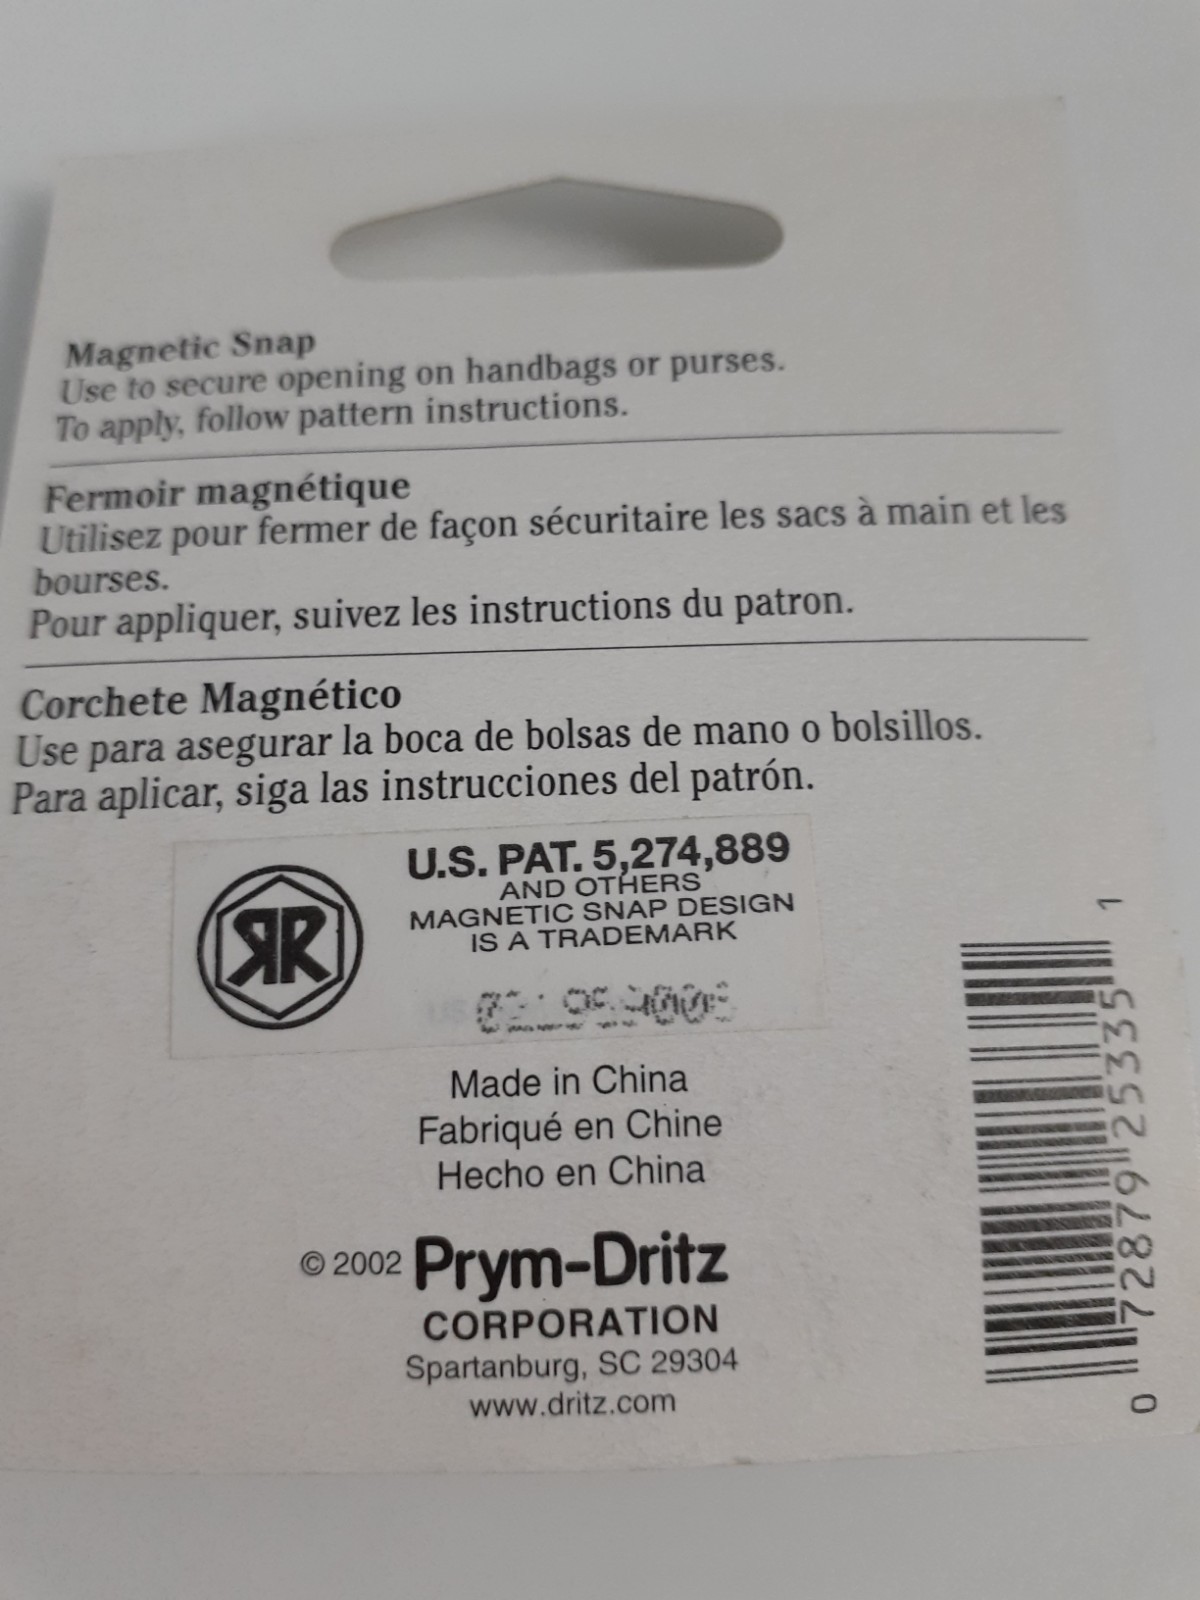 Magnetic Snap
Use to secure opening on handbags or purses.
To apply, follow pattern instructions.
Fermoir magnétique
Utilisez pour fermer de façon sécuritaire les sacs à main et les
bourses.
Pour appliquer, suivez les instructions du patron.
Corchete Magnético
Use para asegurar la boca de bolsas de mano o bolsillos.
Para aplicar, siga las instrucciones del patrón.
RR
U.S. PAT. 5,274,889
AND OTHERS
MAGNETIC SNAP DESIGN
IS A TRADEMARK
Made in China
Fabriqué en Chine
Hecho en China
© 2002 Prym-Dritz
CORPORATION
Spartanburg, SC 29304
www.dritz.com
0 72879 25335 1